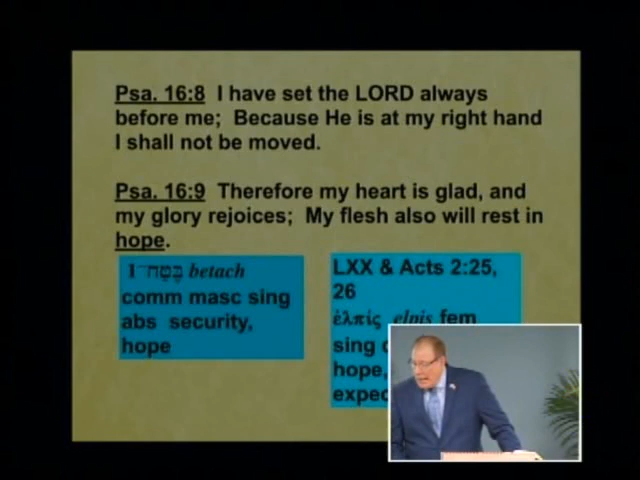 Psa. 16:8 I have set the LORD always
before me; Because He is at my right hand
I shall not be moved.
Psa. 16:9 Therefore my heart is glad, and
my glory rejoices; My flesh also will rest in
hope.
בֶּטַח־I betach
comm masc sing
abs security,
hope
LXX & Acts 2:25,
26
ἐλπίς elpis fem
sing
hope,